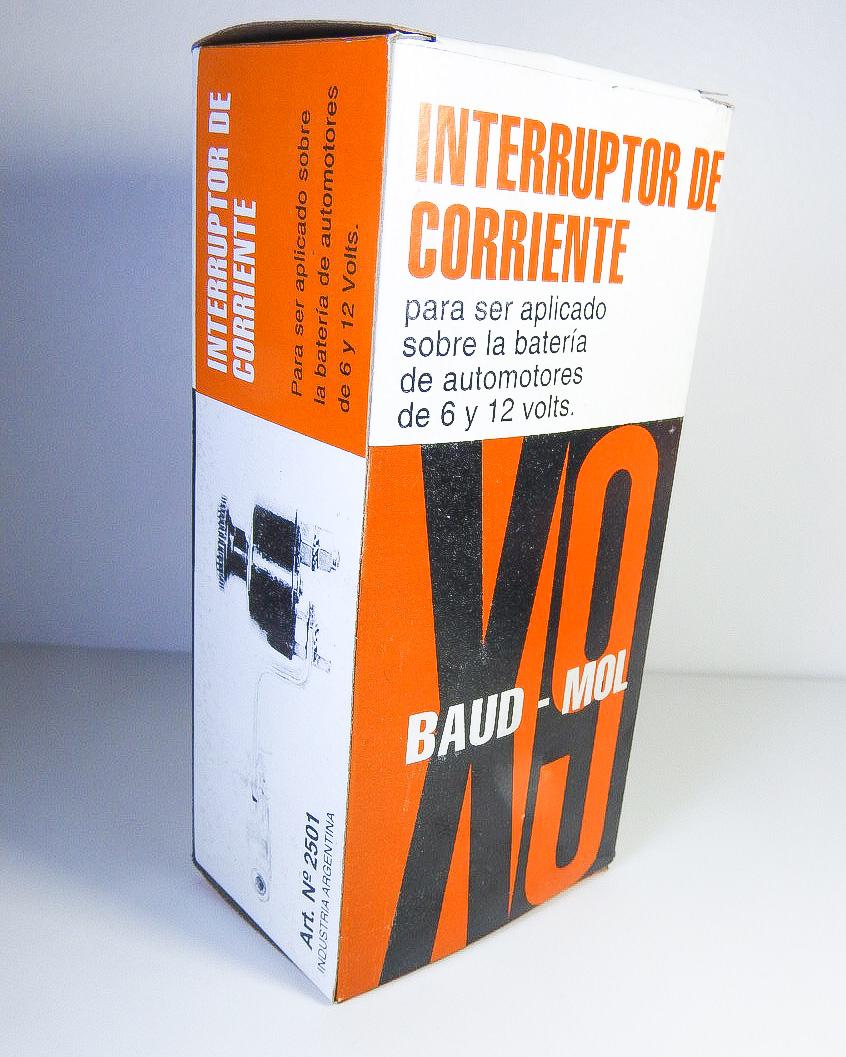 INTERRUPTOR DE
CORRIENTE
Para ser aplicado sobre
la batería de automotores
de 6 y 12 Volts.
Art. Nº 2501
INDUSTRIA ARGENTINA
INTERRUPTOR DE
CORRIENTE
para ser aplicado
sobre la batería
de automotores
de 6 y 12 volts.
X9
BAUD - MOL